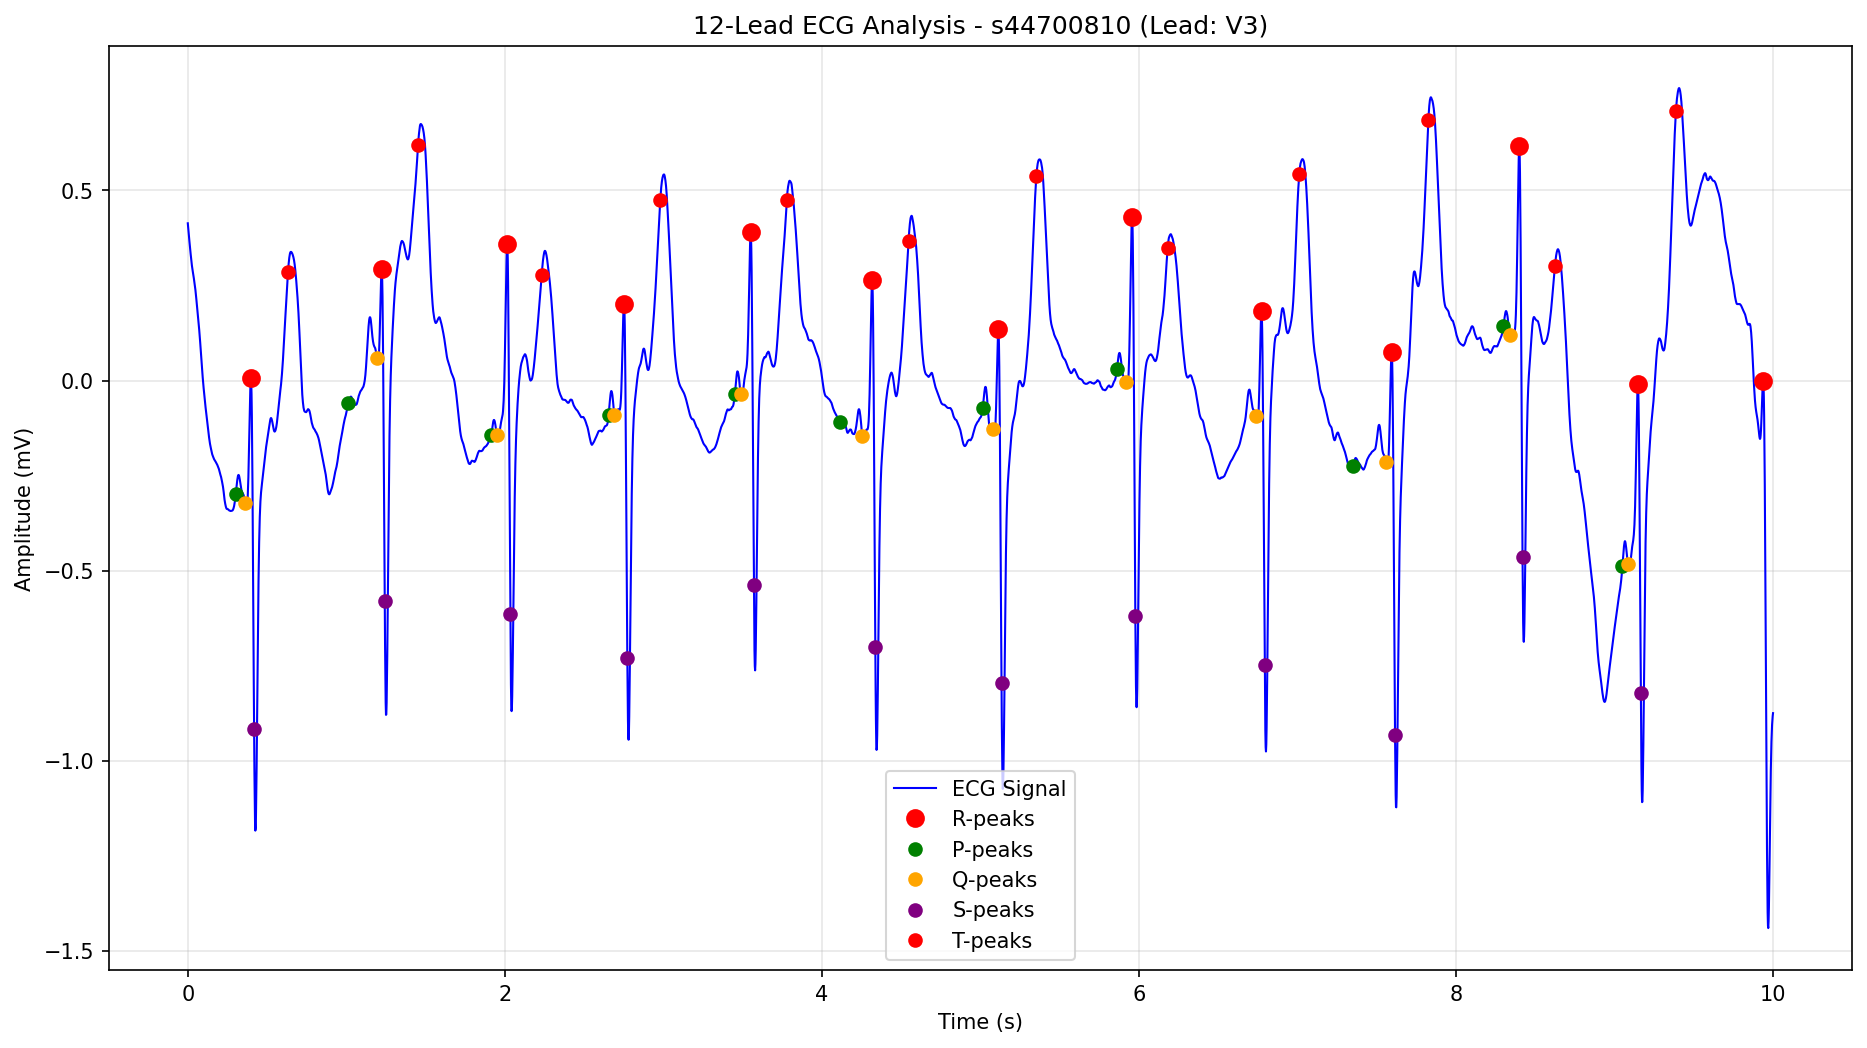 12-Lead ECG Analysis - s44700810 (Lead: V3)
Amplitude (mV)
0.5
0.0
−0.5
−1.0
−1.5
ECG Signal
R-peaks
P-peaks
Q-peaks
S-peaks
T-peaks
0 2 4 6 8 10
Time (s)